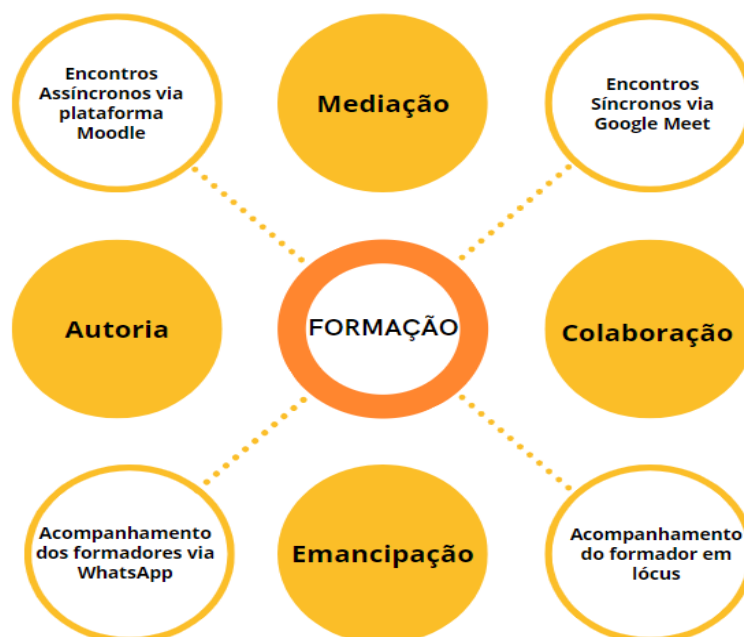 Encontros
Assíncronos via
plataforma
Moodle
Mediação
Encontros
Síncronos via
Google Meet
Autoria
FORMAÇÃO
Colaboração
Acompanhamento
dos formadores via
WhatsApp
Emancipação
Acompanhamento
do formador em
lócus